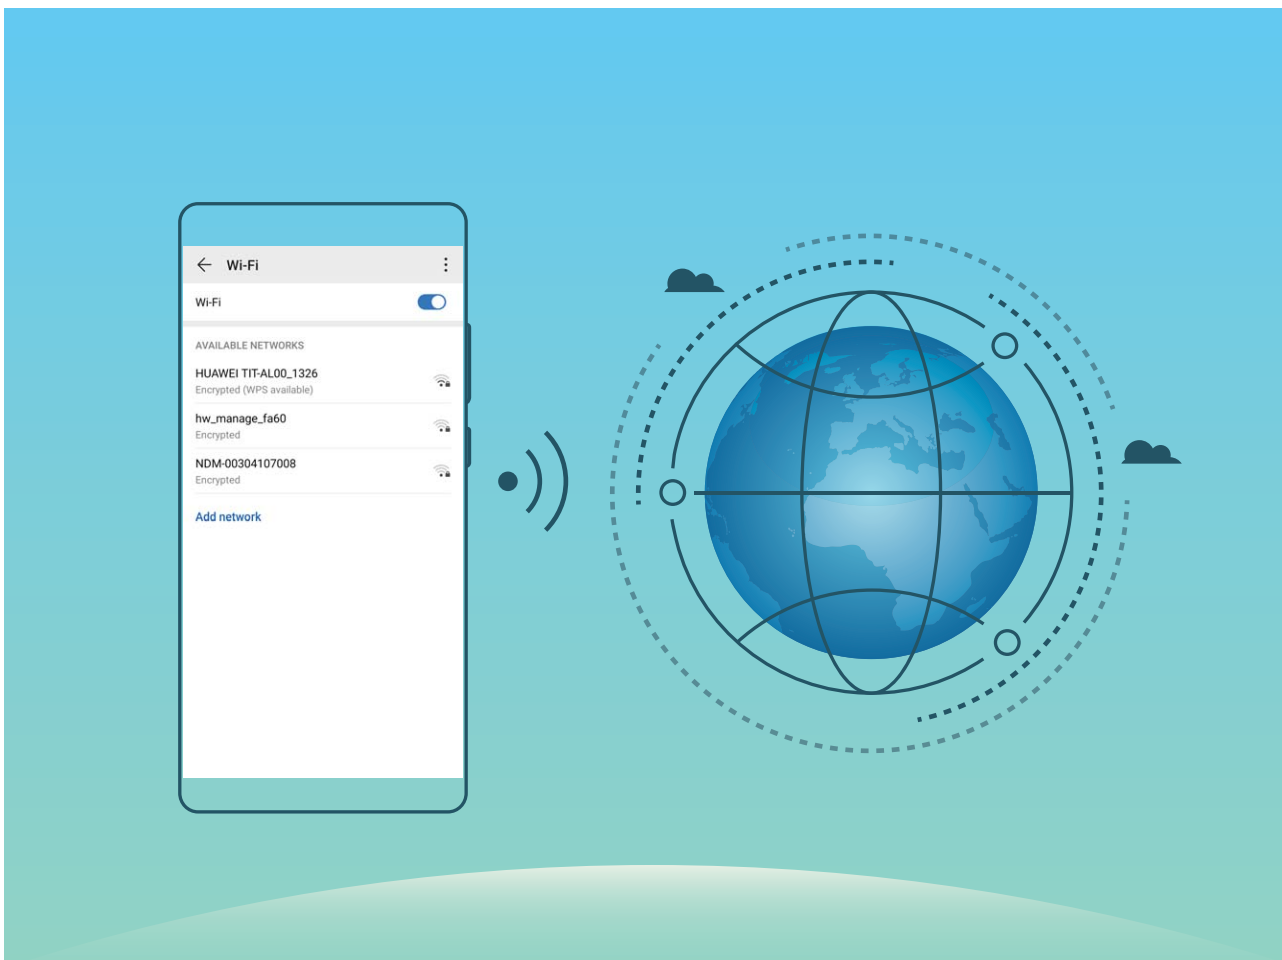 Wi-Fi
Wi-Fi
AVAILABLE NETWORKS
HUAWEI TIT-AL00_1326
Encrypted (WPS available)
hw_manage_fa60
Encrypted
NDM-00304107008
Encrypted
Add network